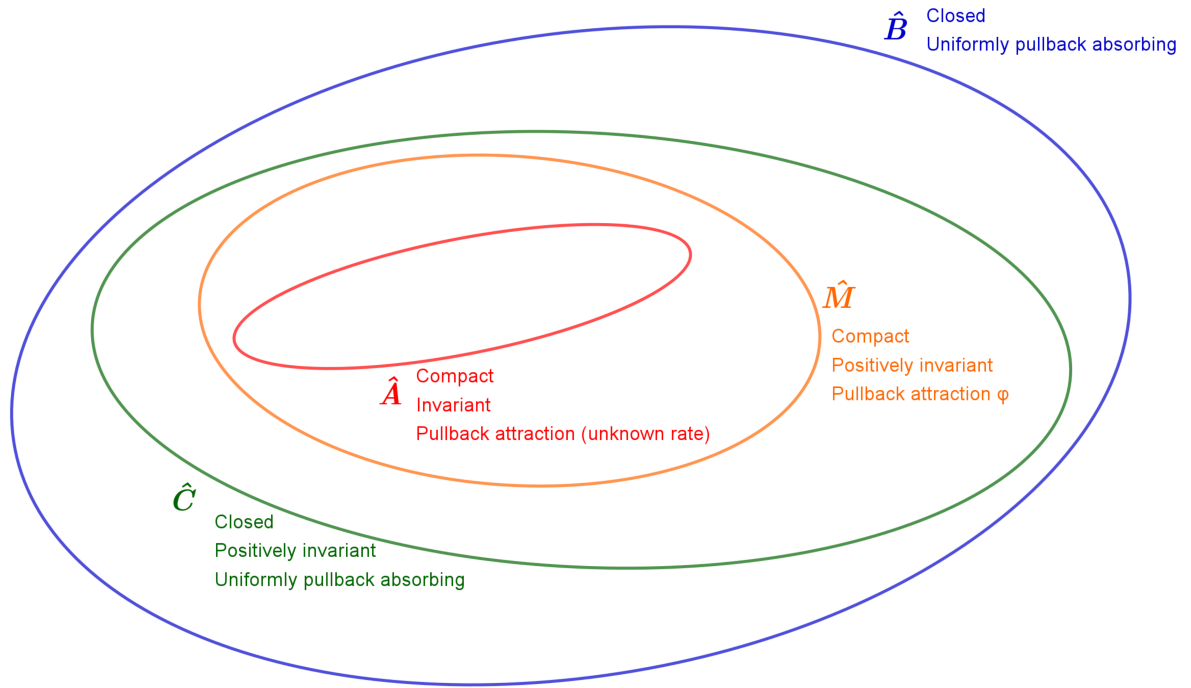 B̂
Closed
Uniformly pullback absorbing
M̂
Compact
Positively invariant
Pullback attraction φ
Â
Compact
Invariant
Pullback attraction (unknown rate)
Ĉ
Closed
Positively invariant
Uniformly pullback absorbing